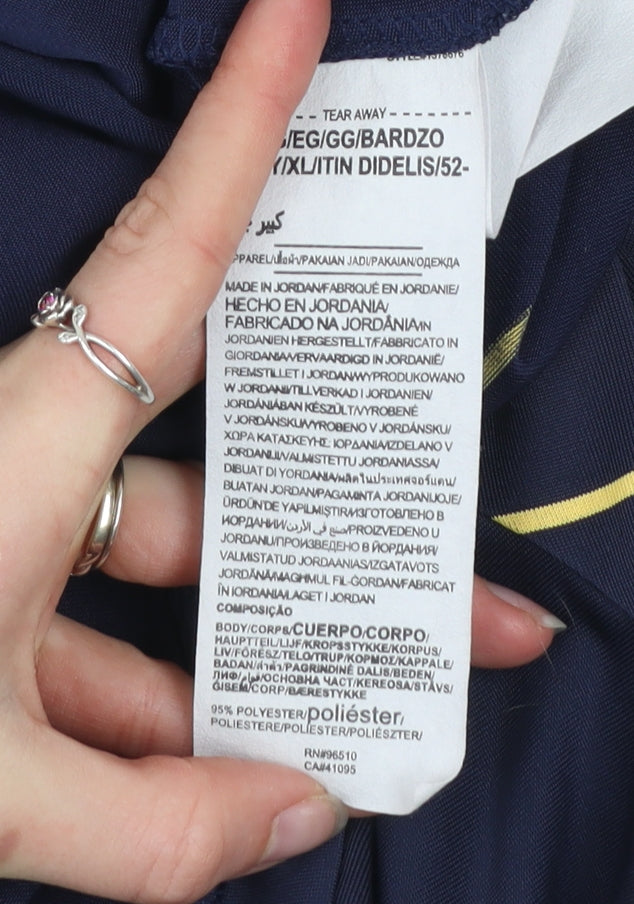 TEAR AWAY
/EG/GG/BARDZO
Y/XL/ITIN DIDELIS/52-
كبير
PPAREL/เสื้อผ้า/PAKAIAN JADI/PAKAIAN/ОДЕЖДА
MADE IN JORDAN/FABRIQUÉ EN JORDANIE/
HECHO EN JORDANIA/
FABRICADO NA JORDÂNIA/IN
JORDANIEN HERGESTELLT/FABBRICATO IN
GIORDANIA/VERVAARDIGD IN JORDANIË/
FREMSTILLET I JORDAN/WYPRODUKOWANO
W JORDANII/TILLVERKAD I JORDANIEN/
JORDÁNIÁBAN KÉSZÜLT/VYROBENÉ
V JORDÁNSKU/VYROBENO V JORDÁNSKU/
ΧΩΡΑ ΚΑΤΑΣΚΕΥΗΣ: ΙΟΡΔΑΝΙΑ/IZDELANO V
JORDANIJI/VALMISTETTU JORDANIASSA/
DIBUAT DI YORDANIA/ผลิตในประเทศจอร์แดน/
BUATAN JORDAN/PAGAMINTA JORDANIJOJE/
ÜRDÜN'DE YAPILMIŞTIR/ИЗГОТОВЛЕНО В
ИОРДАНИИ/صنع في الأردن/PROIZVEDENO U
JORDANU/ПРОИЗВЕДЕНО В ЙОРДАНИЯ/
VALMISTATUD JORDAANIAS/IZGATAVOTS
JORDĀNĀ/MAGHMUL FIL-ĠORDAN/FABRICAT
ÎN IORDANIA/LAGET I JORDAN
COMPOSIÇÃO
BODY/CORPS/CUERPO/CORPO/
HAUPTTEIL/LIJF/KROPSSTYKKE/KORPUS/
LIV/FŐRÉSZ/TELO/TRUP/ΚΟΡΜΟΣ/KAPPALE/
BADAN/ลำตัว/PAGRINDINĖ DALIS/BEDEN/
ЛИФ/قوام/ОСНОВНА ЧАСТ/KEREOSA/STĀVS/
ĠISEM/CORP/BÆRESTYKKE
95% POLYESTER/poliéster/
POLIESTERE/POLIESTER/POLIÉSZTER/
RN#96510
CA#41095